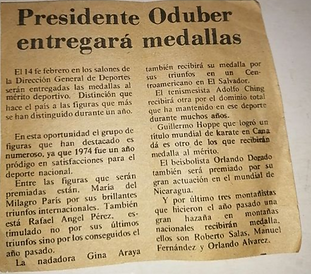 Presidente Oduber
entregará medallas
El 14 fe febrero en los salones de
la Dirección General de Deportes
serán entregadas las medallas al
mérito deportivo. Distinción que
hace el país a las figuras que más
se han distinguido durante un año.
En esta oportunidad el grupo de
figuras que han destacado es
numeroso, ya que 1974 fue un año
pródigo en satisfacciones para el
deporte nacional.
Entre las figuras que serán
premiadas están. María del
Milagro París por sus brillantes
triunfos internacionales. También
está Rafael Angel Pérez, es-
timulado no por sus últimos
triunfos sino por los conseguidos el
año pasado.
La nadadora Gina Araya
también recibirá su medalla por
sus triunfos en un Cen-
troamericano en El Salvador.
El tenismesista Adolfo Ching
recibirá otra por el dominio total
que ha mantenido en ese deporte
durante muchos años.
Guillermo Hoppe que logró un
título mundial de karate en Cana
dá es otro de los que recibirán
medalla al mérito.
El beisbolista Orlando Dogado
también será premiado por su
gran actuación en el mundial de
Nicaragua.
Y por último tres montañistas
que hicieron el año pasado una
gran hazaña en montañas
nacionales recibirán medalla,
ellos son Roberto Salas, Manuel
Fernández y Orlando Alvarez.